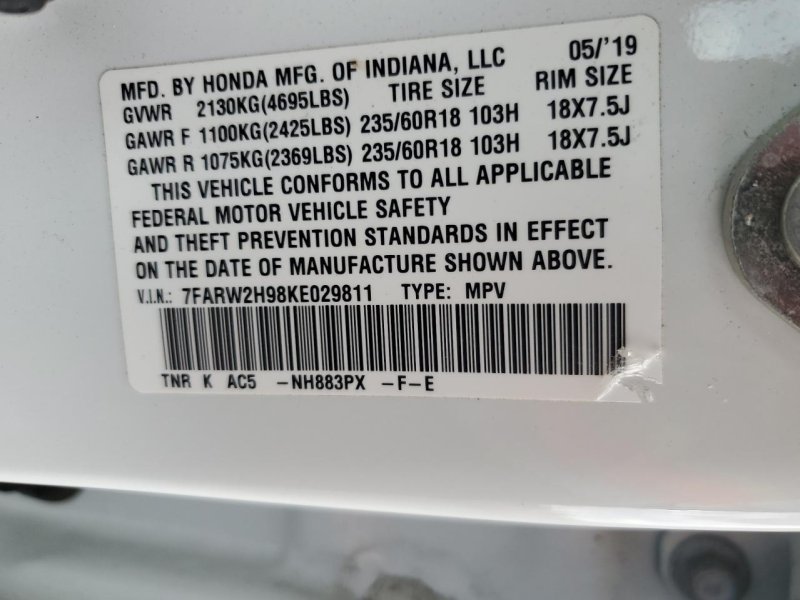 MFD. BY HONDA MFG. OF INDIANA, LLC 05/'19
GVWR 2130KG(4695LBS) TIRE SIZE RIM SIZE
GAWR F 1100KG(2425LBS) 235/60R18 103H 18X7.5J
GAWR R 1075KG(2369LBS) 235/60R18 103H 18X7.5J
THIS VEHICLE CONFORMS TO ALL APPLICABLE
FEDERAL MOTOR VEHICLE SAFETY
AND THEFT PREVENTION STANDARDS IN EFFECT
ON THE DATE OF MANUFACTURE SHOWN ABOVE.
V.I.N.: 7FARW2H98KE029811 TYPE: MPV
TNR K AC5 -NH883PX -F-E